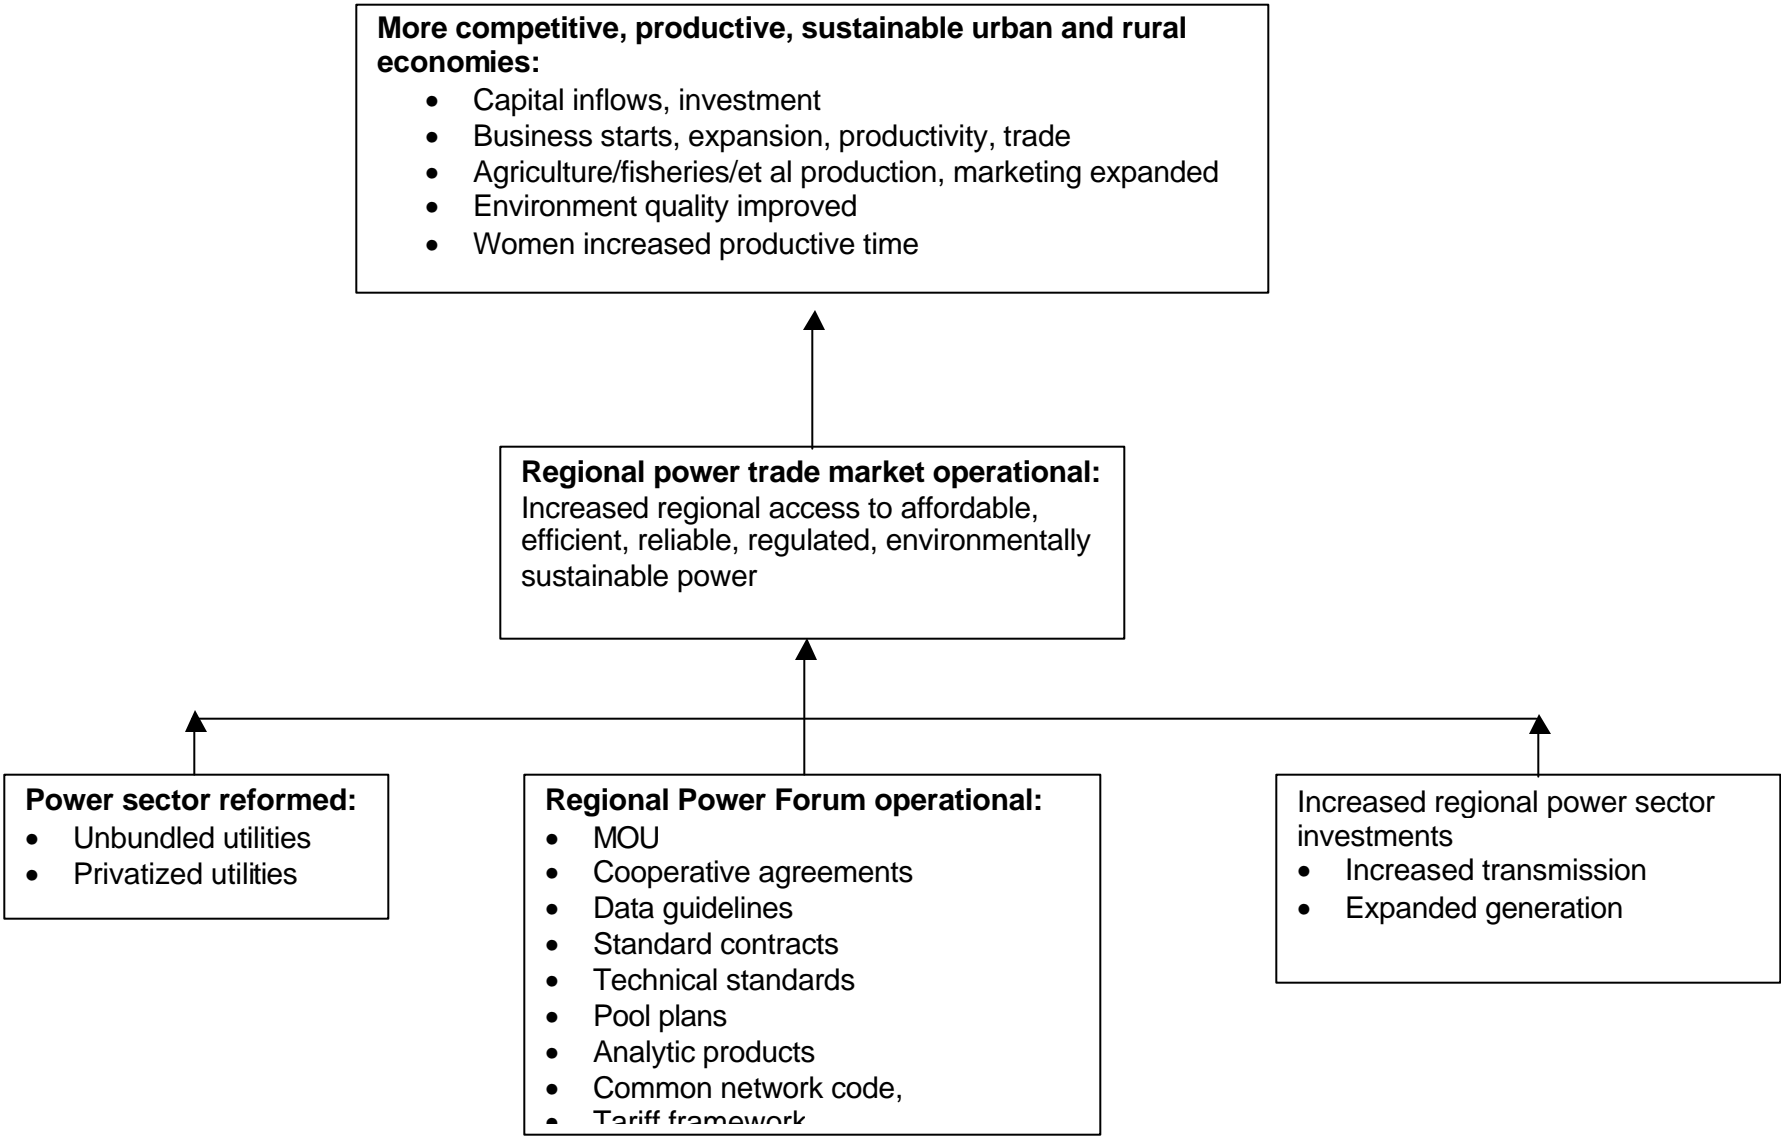 More competitive, productive, sustainable urban and rural
economies:
• Capital inflows, investment
• Business starts, expansion, productivity, trade
• Agriculture/fisheries/et al production, marketing expanded
• Environment quality improved
• Women increased productive time
Regional power trade market operational:
Increased regional access to affordable,
efficient, reliable, regulated, environmentally
sustainable power
Power sector reformed:
• Unbundled utilities
• Privatized utilities
Regional Power Forum operational:
• MOU
• Cooperative agreements
• Data guidelines
• Standard contracts
• Technical standards
• Pool plans
• Analytic products
• Common network code,
• Tariff framework
Increased regional power sector
investments
• Increased transmission
• Expanded generation